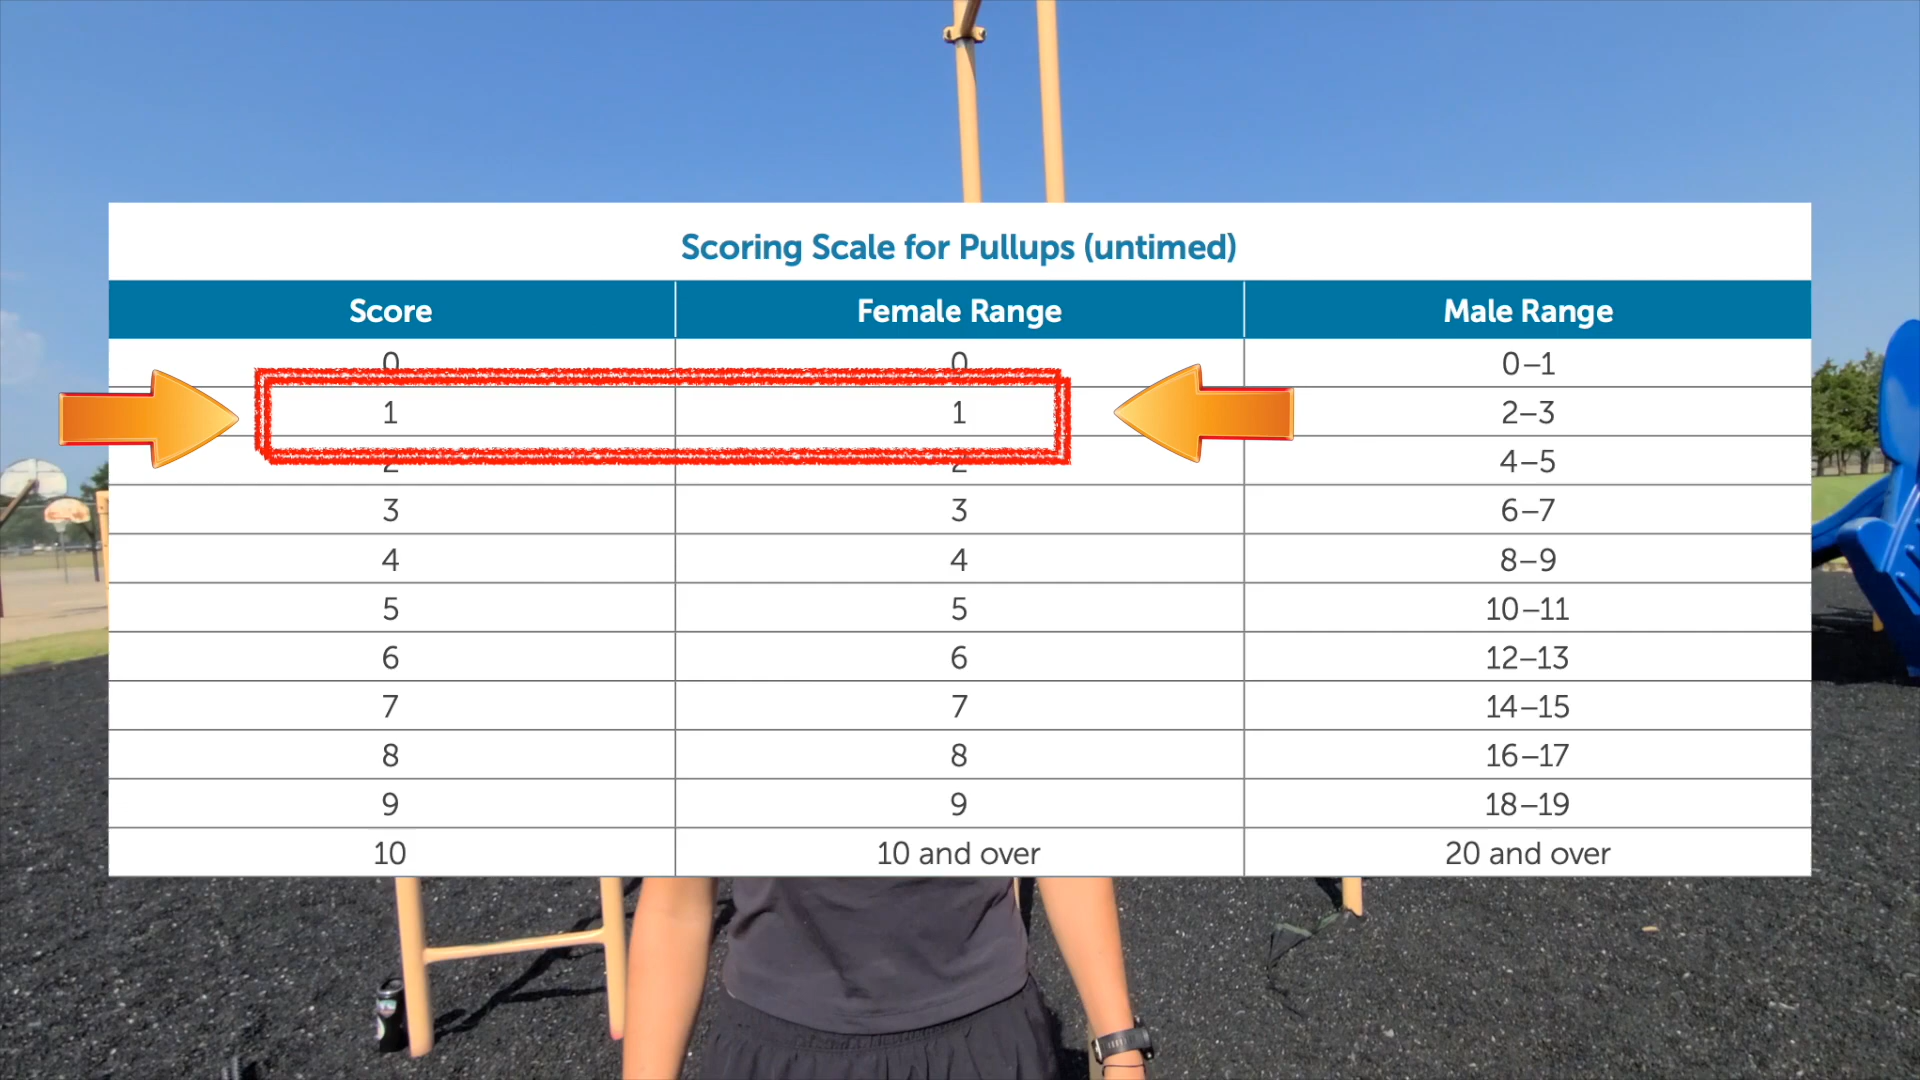 Scoring Scale for Pullups (untimed)
Score Female Range Male Range
0 0 0–1
1 1 2–3
2 2 4–5
3 3 6–7
4 4 8–9
5 5 10–11
6 6 12–13
7 7 14–15
8 8 16–17
9 9 18–19
10 10 and over 20 and over